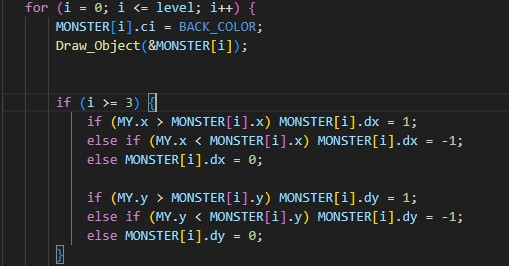 for (i = 0; i <= level; i++) {
MONSTER[i].ci = BACK_COLOR;
Draw_Object(&MONSTER[i]);
if (i >= 3) {
if (MY.x > MONSTER[i].x) MONSTER[i].dx = 1;
else if (MY.x < MONSTER[i].x) MONSTER[i].dx = -1;
else MONSTER[i].dx = 0;
if (MY.y > MONSTER[i].y) MONSTER[i].dy = 1;
else if (MY.y < MONSTER[i].y) MONSTER[i].dy = -1;
else MONSTER[i].dy = 0;
}